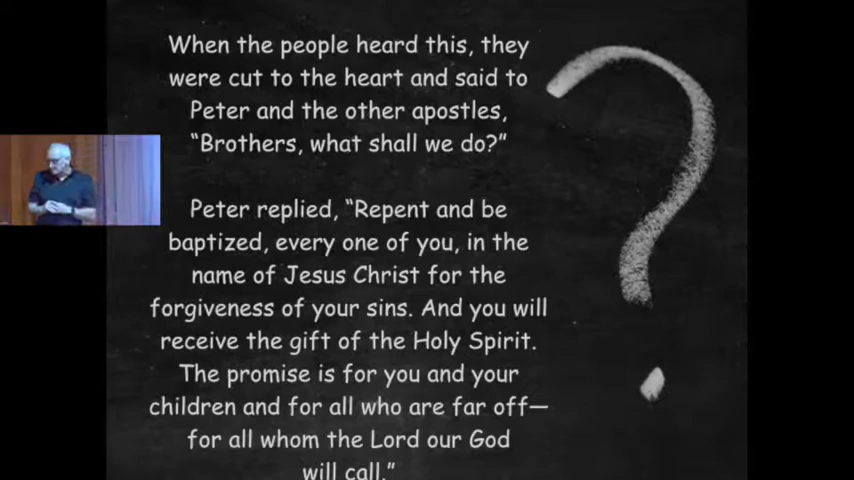 When the people heard this, they
were cut to the heart and said to
Peter and the other apostles,
“Brothers, what shall we do?”
Peter replied, “Repent and be
baptized, every one of you, in the
name of Jesus Christ for the
forgiveness of your sins. And you will
receive the gift of the Holy Spirit.
The promise is for you and your
children and for all who are far off—
for all whom the Lord our God
will call.”
?